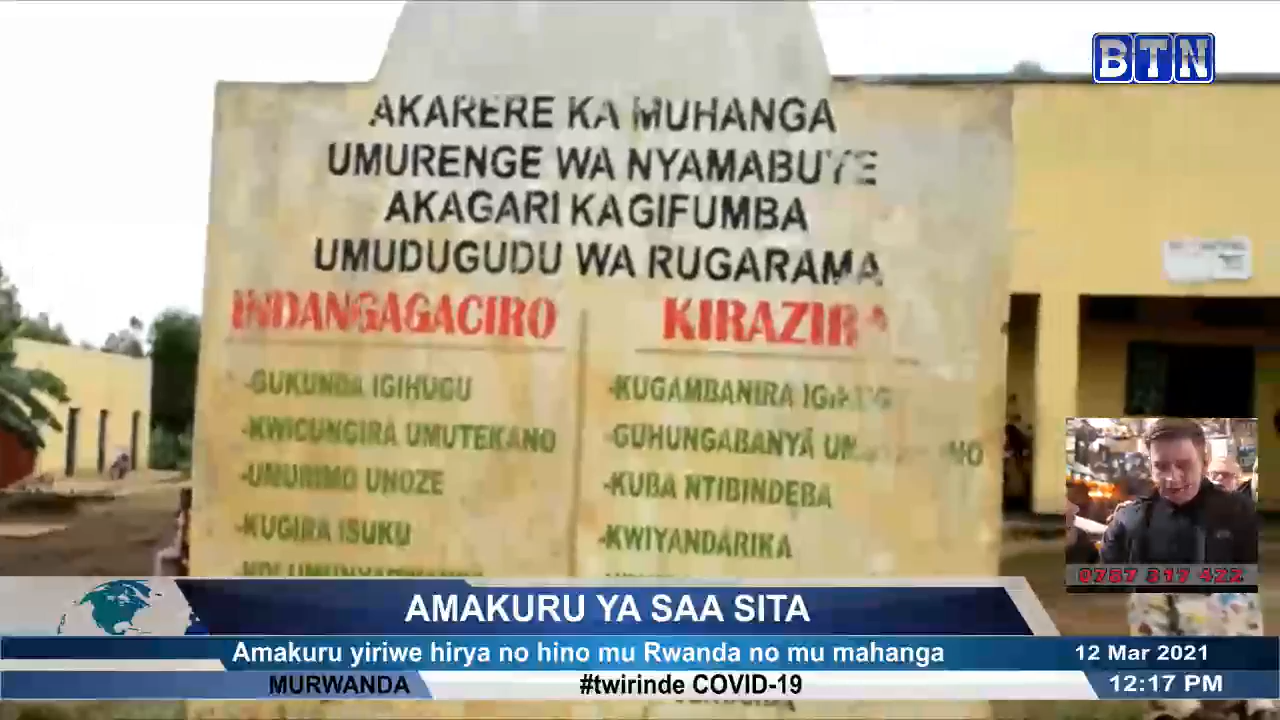 BTN
AKARERE KA MUHANGA
UMURENGE WA NYAMABUYE
AKAGARI KAGIFUMBA
UMUDUGUDU WA RUGARAMA
INDANGAGACIRO
KIRAZIRA
-GUKUNDA IGIHUGU
-KUGAMBANIRA
-KWICUNGIRA UMUTEKANO
-GUHUNGABANYA
-UMURIMO UNOZE
-KUBA NTIBINDEBA
-KUGIRA ISUKU
-KWIYANDARIKA
0787 317 422
AMAKURU YA SAA SITA
Amakuru yiriwe hirya no hino mu Rwanda no mu mahanga
12 Mar 2021
MURWANDA
#twirinde COVID-19
12:17 PM